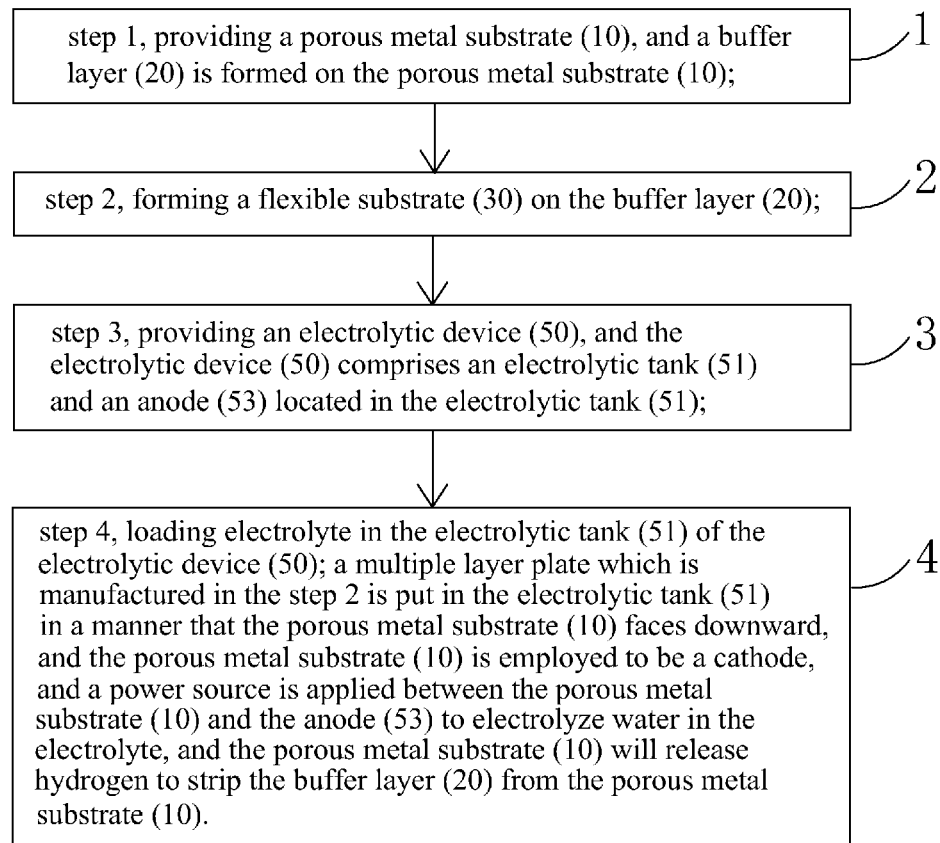 step 1, providing a porous metal substrate (10), and a buffer
layer (20) is formed on the porous metal substrate (10);
1
step 2, forming a flexible substrate (30) on the buffer layer (20);
2
step 3, providing an electrolytic device (50), and the
electrolytic device (50) comprises an electrolytic tank (51)
and an anode (53) located in the electrolytic tank (51);
3
step 4, loading electrolyte in the electrolytic tank (51) of the
electrolytic device (50); a multiple layer plate which is
manufactured in the step 2 is put in the electrolytic tank (51)
in a manner that the porous metal substrate (10) faces downward,
and the porous metal substrate (10) is employed to be a cathode,
and a power source is applied between the porous metal
substrate (10) and the anode (53) to electrolyze water in the
electrolyte, and the porous metal substrate (10) will release
hydrogen to strip the buffer layer (20) from the porous metal
substrate (10).
4